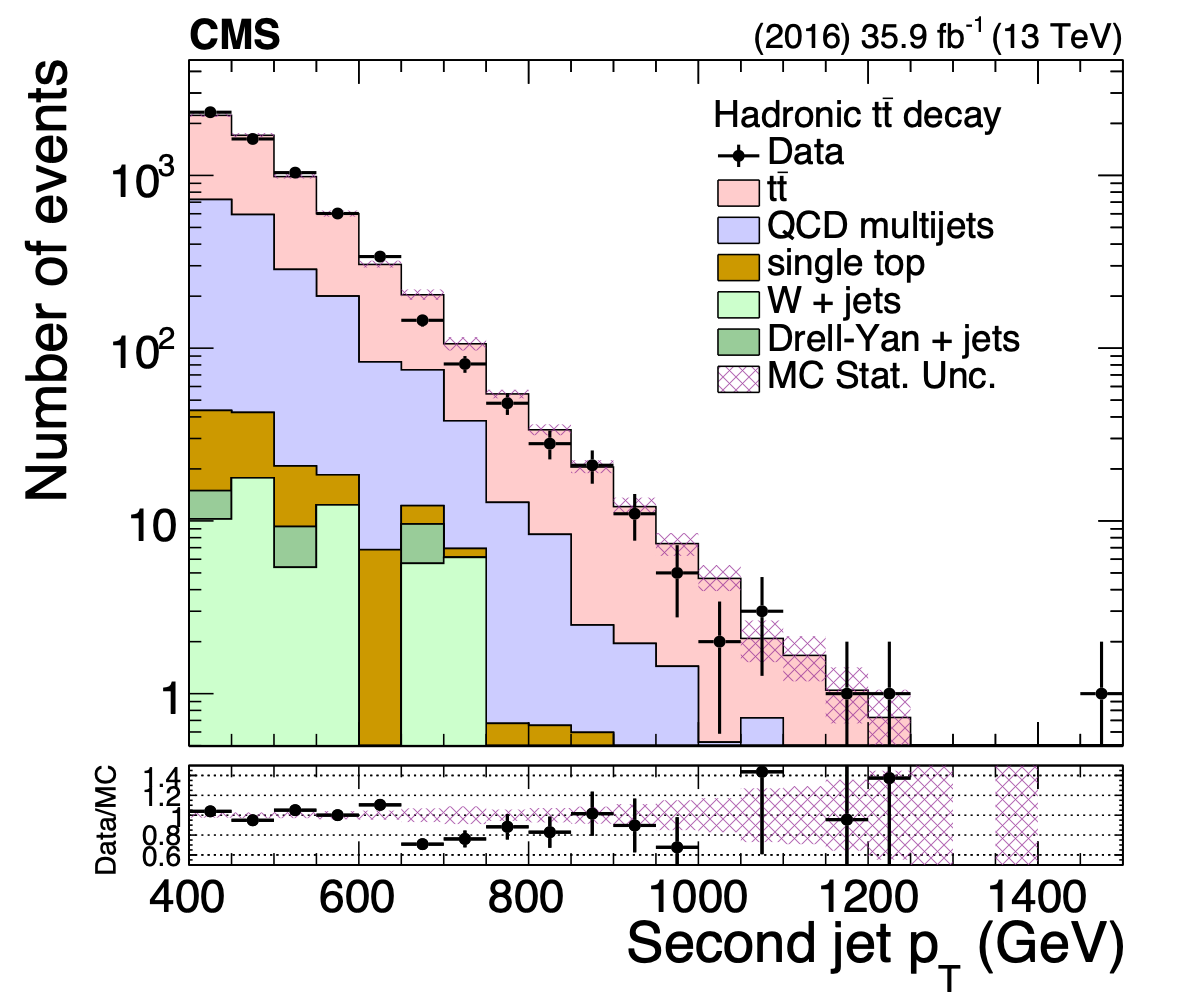 CMS (2016) 35.9 fb⁻¹ (13 TeV)
Number of events
10³
10²
10
1
Hadronic tt̄ decay
Data
tt̄
QCD multijets
single top
W + jets
Drell-Yan + jets
MC Stat. Unc.
Data/MC
1.4
1.2
1
0.8
0.6
400 600 800 1000 1200 1400
Second jet p_T (GeV)